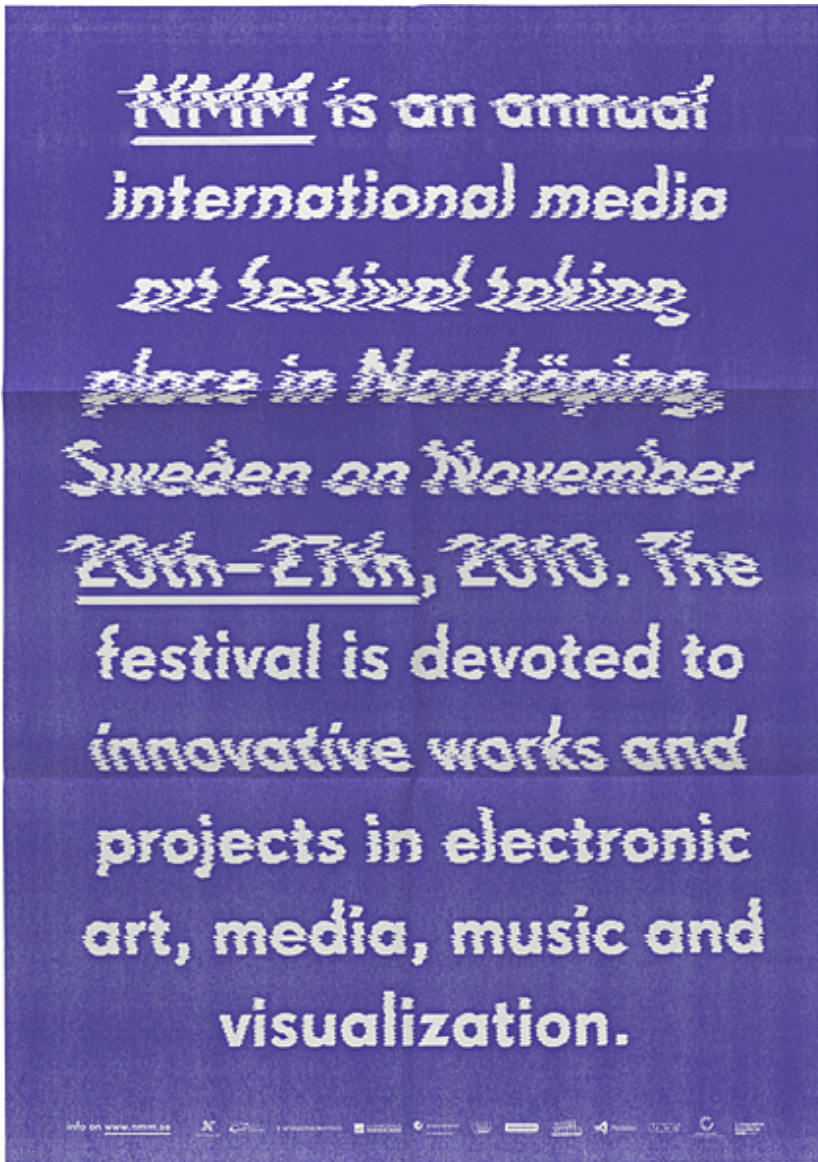 NMM is an annual
international media
art festival taking
place in Norrköping
Sweden on November
20th–27th, 2010. The
festival is devoted to
innovative works and
projects in electronic
art, media, music and
visualization.
info on www.nmm.se